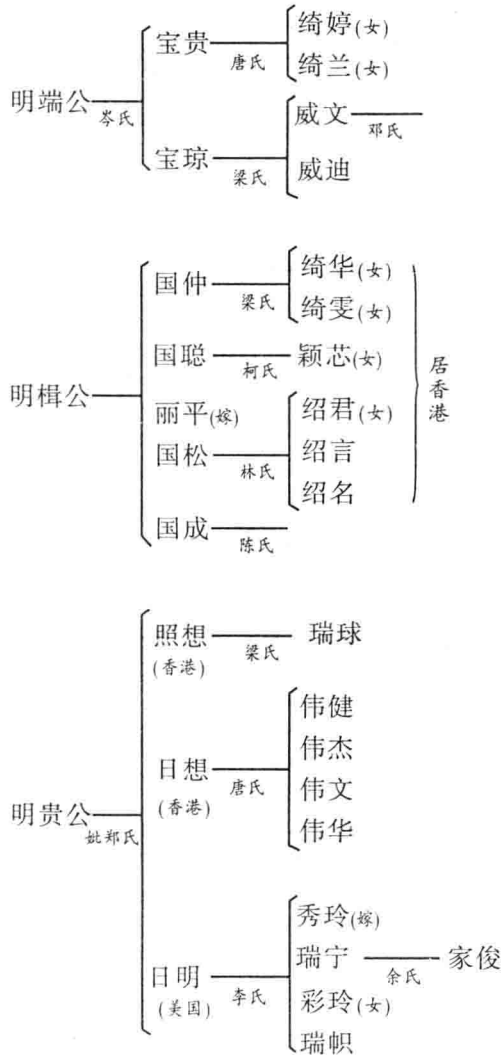 宝贵
唐氏
绮婷(女)
绮兰(女)
明端公
岑氏
宝琼
梁氏
威文
邓氏
威迪
国仲
梁氏
绮华(女)
绮雯(女)
国聪
柯氏
颖芯(女)
居香港
明楫公
丽平(嫁)
国松
林氏
绍君(女)
绍言
绍名
国成
陈氏
照想
(香港)
梁氏
瑞球
日想
(香港)
唐氏
伟健
伟杰
伟文
伟华
明贵公
妣郑氏
日明
(美国)
李氏
秀玲(嫁)
瑞宁
余氏
家俊
彩玲(女)
瑞帜